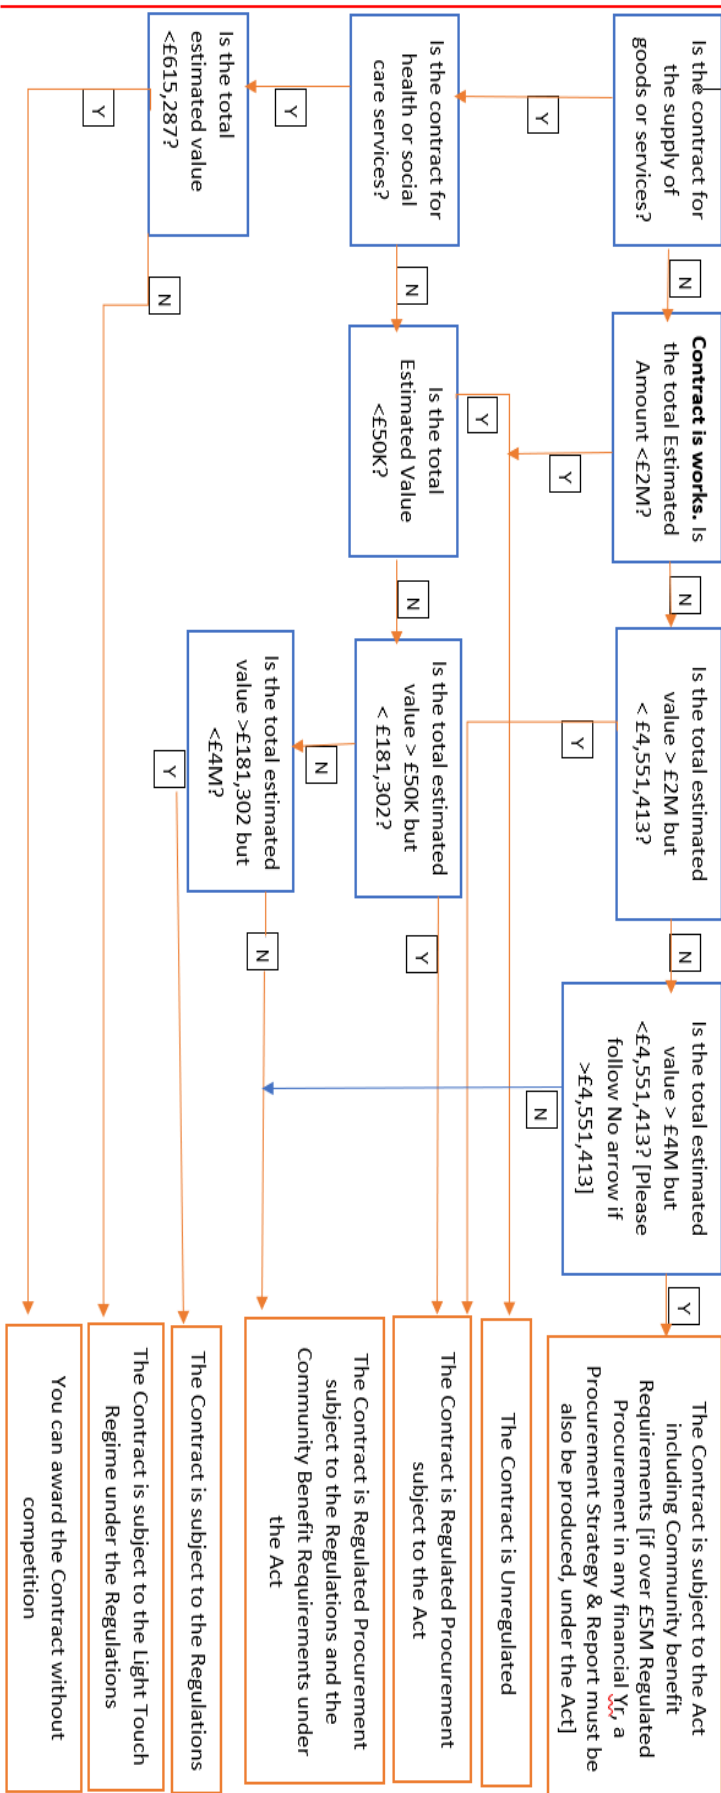 Is the contract for
the supply of
goods or services?
N
Contract is works. Is
the total Estimated
Amount <£2M?
N
Is the total estimated
value > £2M but
< £4,551,413?
N
Is the total estimated
value > £4M but
<£4,551,413? [Please
follow No arrow if
>£4,551,413]
Y
The Contract is subject to the Act
including Community benefit
Requirements [if over £5M Regulated
Procurement in any financial Yr, a
Procurement Strategy & Report must be
also be produced, under the Act]
Y
Y
Y
N
Is the contract for
health or social
care services?
N
Is the total
Estimated Value
<£50K?
Y
N
Is the total estimated
value > £50K but
< £181,302?
Y
The Contract is Unregulated
The Contract is Regulated Procurement
subject to the Act
Y
N
Is the total
estimated value
<£615,287?
Y
N
Is the total estimated
value >£181,302 but
<£4M?
N
Y
The Contract is Regulated Procurement
subject to the Regulations and the
Community Benefit Requirements under
the Act
The Contract is subject to the Regulations
The Contract is subject to the Light Touch
Regime under the Regulations
You can award the Contract without
competition